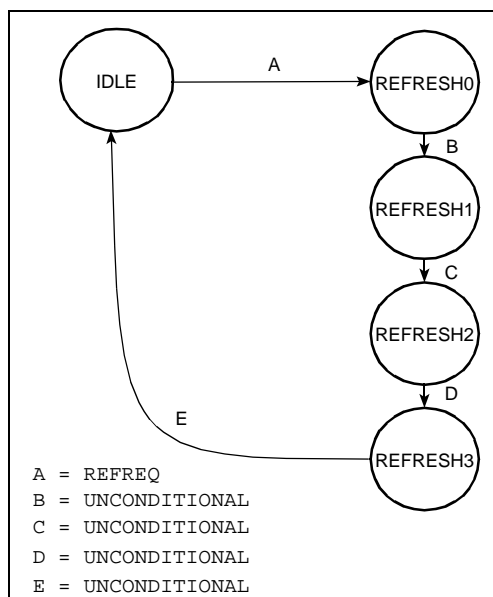 A
IDLE
REFRESH0
B
REFRESH1
C
REFRESH2
D
E
REFRESH3
A = REFREQ
B = UNCONDITIONAL
C = UNCONDITIONAL
D = UNCONDITIONAL
E = UNCONDITIONAL